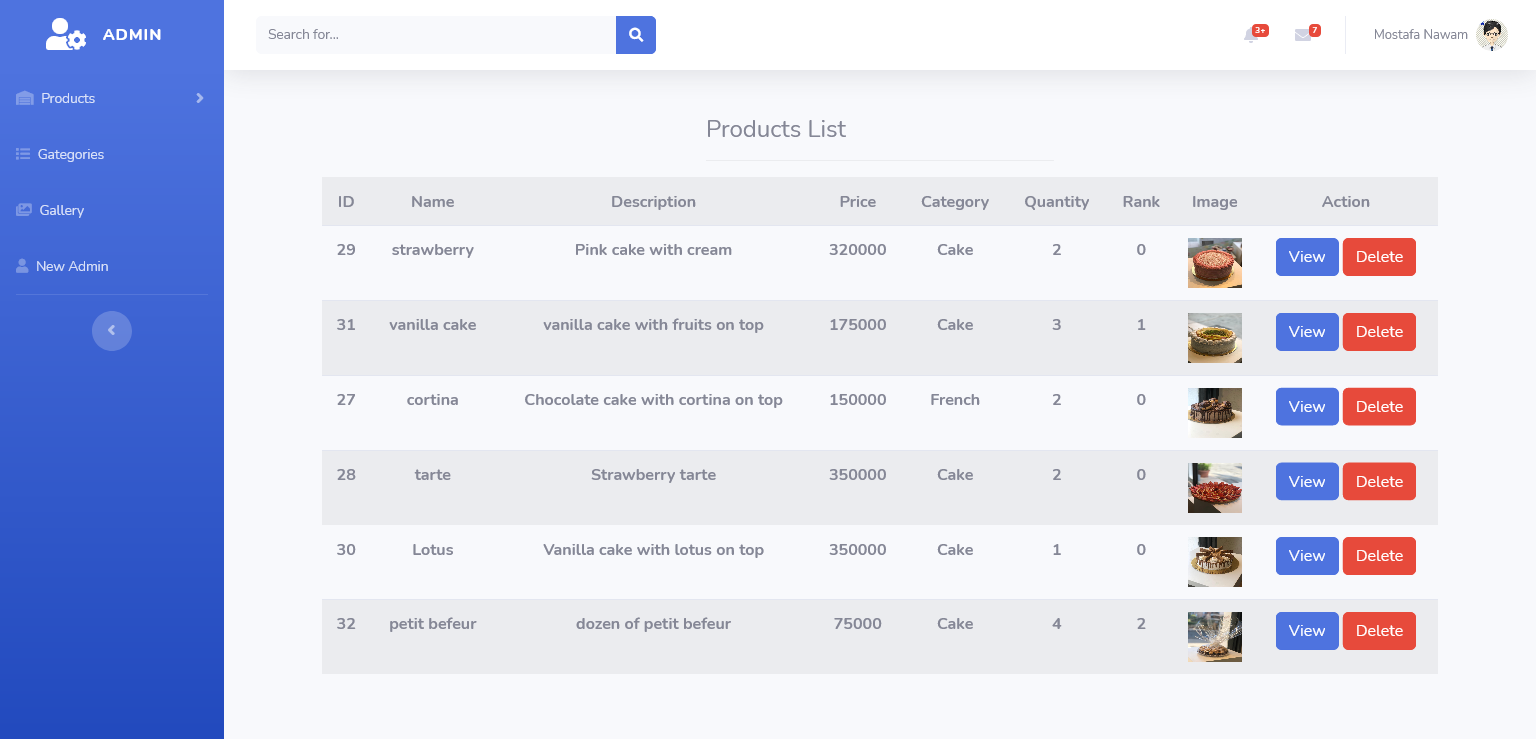 ADMIN
Search for...
3+
7
Mostafa Nawam
Products
Gategories
Gallery
New Admin
Products List
ID Name Description Price Category Quantity Rank Image Action
29 strawberry Pink cake with cream 320000 Cake 2 0 View Delete
31 vanilla cake vanilla cake with fruits on top 175000 Cake 3 1 View Delete
27 cortina Chocolate cake with cortina on top 150000 French 2 0 View Delete
28 tarte Strawberry tarte 350000 Cake 2 0 View Delete
30 Lotus Vanilla cake with lotus on top 350000 Cake 1 0 View Delete
32 petit befeur dozen of petit befeur 75000 Cake 4 2 View Delete